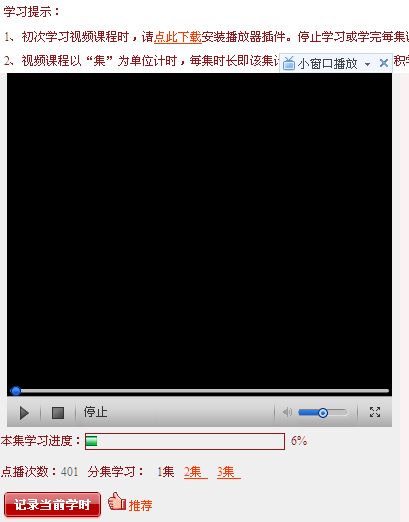 学习提示：
1、初次学习视频课程时，请点此下载安装播放器插件。停止学习或学完每集
2、视频课程以“集”为单位计时，每集时长即该集
小窗口播放
积
停止
本集学习进度： 6%
点播次数：401 分集学习： 1集 2集 3集
记录当前学时 推荐